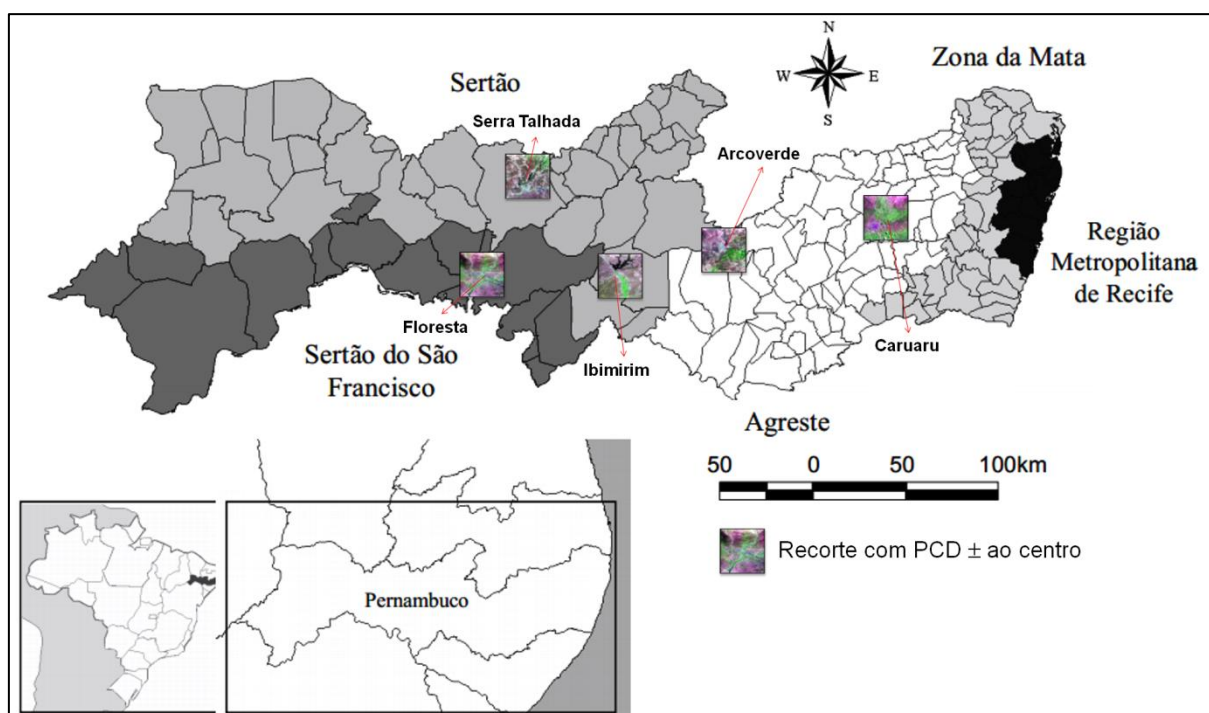 N
W
E
S
Zona da Mata
Sertão
Serra Talhada
Arcoverde
Região
Metropolitana
de Recife
Floresta
Sertão do São
Francisco
Ibimirim
Caruaru
Agreste
50
0
50
100km
Recorte com PCD ± ao centro
Pernambuco